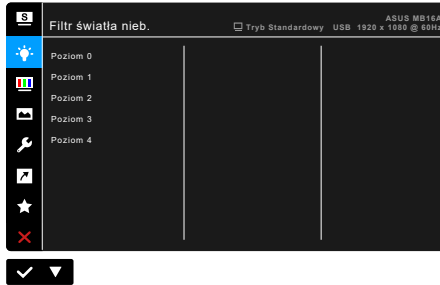 S
Filtr światła nieb.
ASUS MB16A
Tryb Standardowy USB 1920 x 1080 @ 60Hz
Poziom 0
Poziom 1
Poziom 2
Poziom 3
Poziom 4